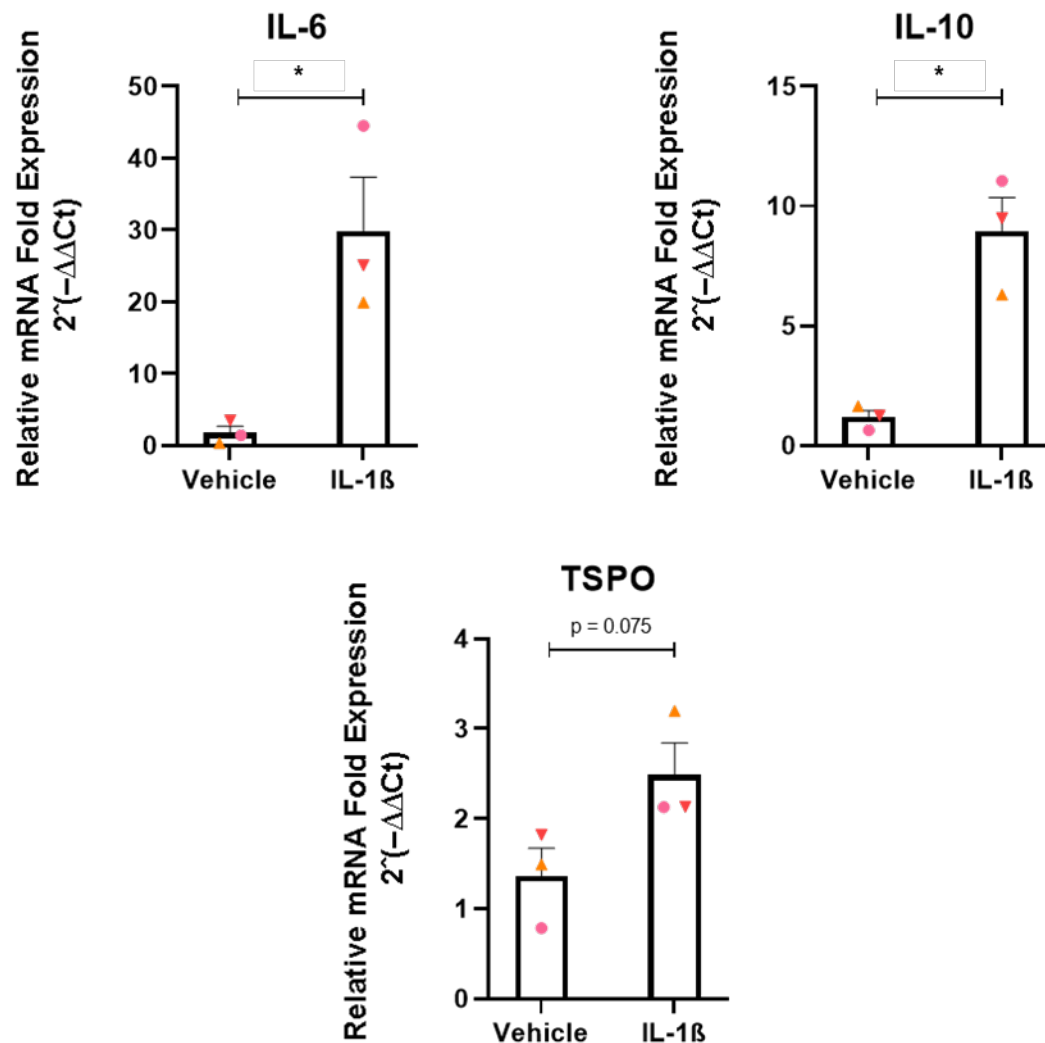 IL-6
*
Relative mRNA Fold Expression
2^(−ΔΔCt)
50
40
30
20
10
0
Vehicle IL-1ß
IL-10
*
Relative mRNA Fold Expression
2^(−ΔΔCt)
15
10
5
0
Vehicle IL-1ß
TSPO
p = 0.075
Relative mRNA Fold Expression
2^(−ΔΔCt)
4
3
2
1
0
Vehicle IL-1ß